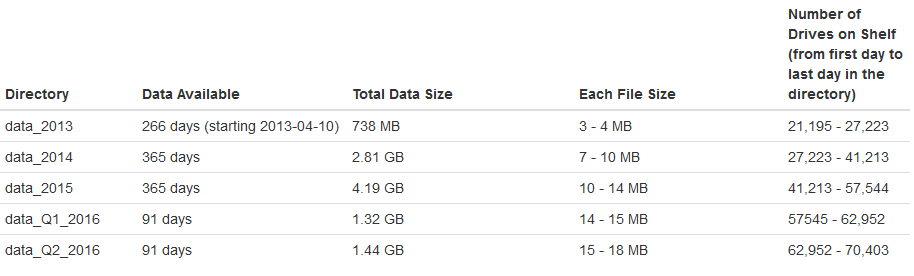 Number of
Drives on Shelf
(from first day to
last day in the
Directory Data Available Total Data Size Each File Size directory)
data_2013 266 days (starting 2013-04-10) 738 MB 3 - 4 MB 21,195 - 27,223
data_2014 365 days 2.81 GB 7 - 10 MB 27,223 - 41,213
data_2015 365 days 4.19 GB 10 - 14 MB 41,213 - 57,544
data_Q1_2016 91 days 1.32 GB 14 - 15 MB 57545 - 62,952
data_Q2_2016 91 days 1.44 GB 15 - 18 MB 62,952 - 70,403